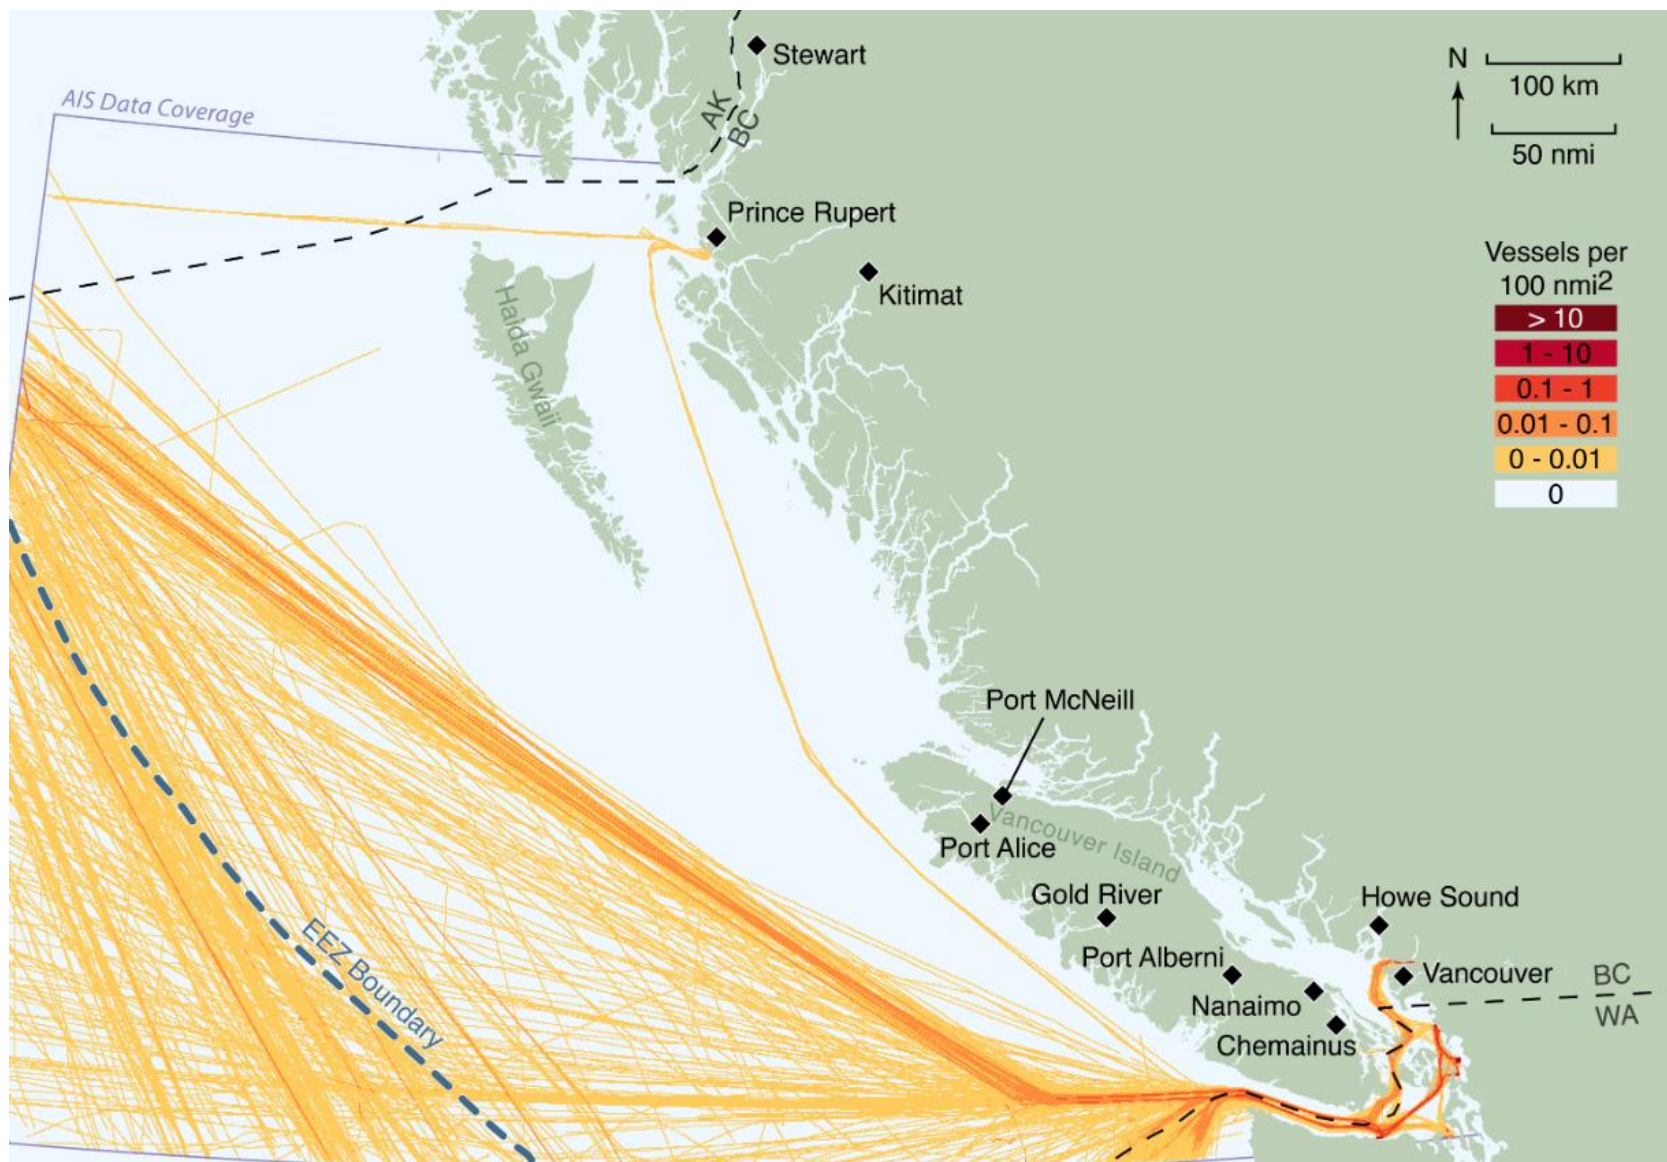 Stewart
N
100 km
50 nmi
AIS Data Coverage
AK
BC
Prince Rupert
Kitimat
Haida Gwaii
Vessels per
100 nmi2
> 10
1 - 10
0.1 - 1
0.01 - 0.1
0 - 0.01
0
Port McNeill
Vancouver Island
Port Alice
Gold River
Howe Sound
EEZ Boundary
Port Alberni
Vancouver
BC
Nanaimo
WA
Chemainus